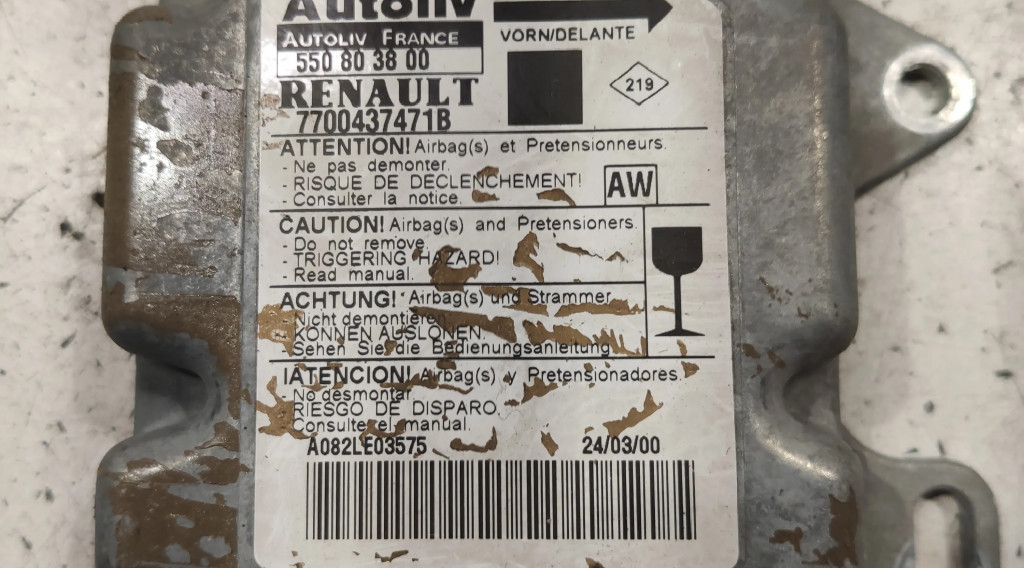 Autoliv
AUTOLIV FRANCE
VORN/DELANTE
550 80 38 00
RENAULT
7700437471B
219
ATTENTION! Airbag(s) et Pretensionneurs.
- Ne pas demonter.
- RISQUE DE DECLENCHEMENT!
- Consulter la notice.
AW
CAUTION! Airbag(s) and Pretensioners.
- Do not remove.
- TRIGGERING HAZARD!
- Read manual.
ACHTUNG! Airbag(s) und Strammer
- Nicht demontieren.
KONNEN AUSLONEN.
- Sehen Sie die Bedienungsanleitung.
IATENCION! Airbag(s) y Pretensionadores.
- No desmontar
RIESGO DE DISPARO.
Consulte el manual.
A082LE03575
24/03/00